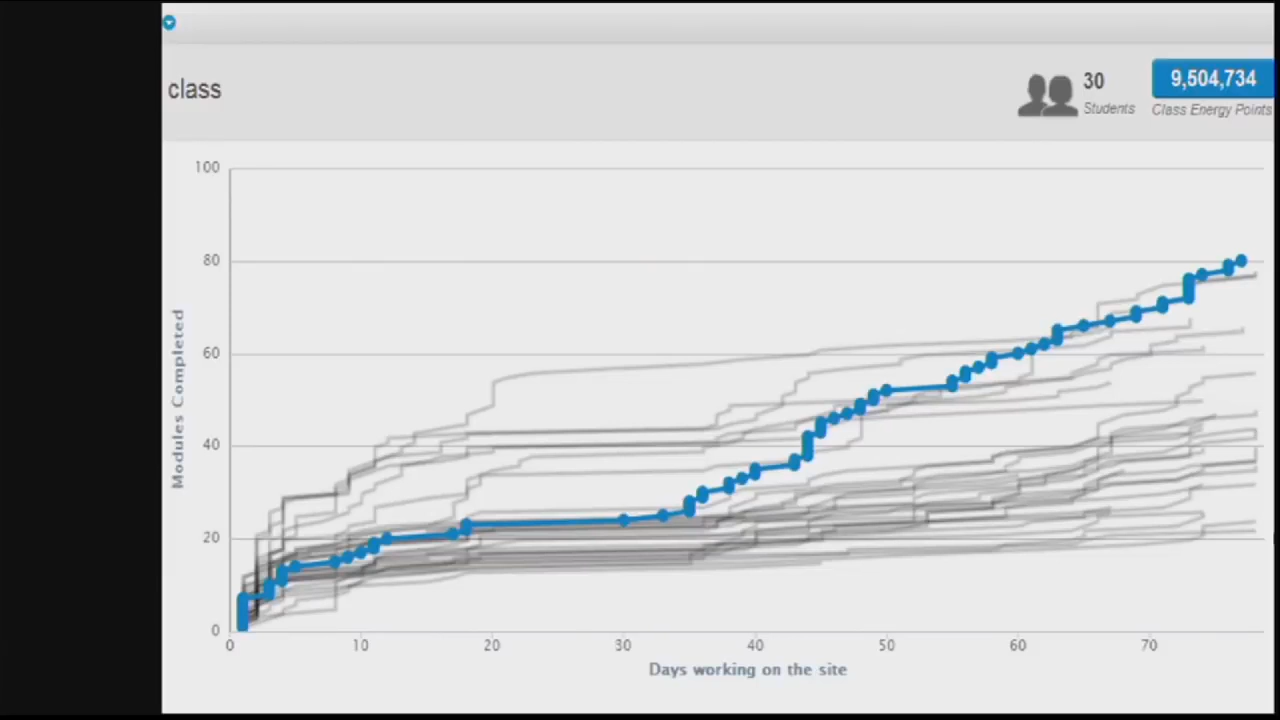 class
30
Students
9,504,734
Class Energy Points
100
80
60
40
20
0
Modules Completed
0 10 20 30 40 50 60 70
Days working on the site